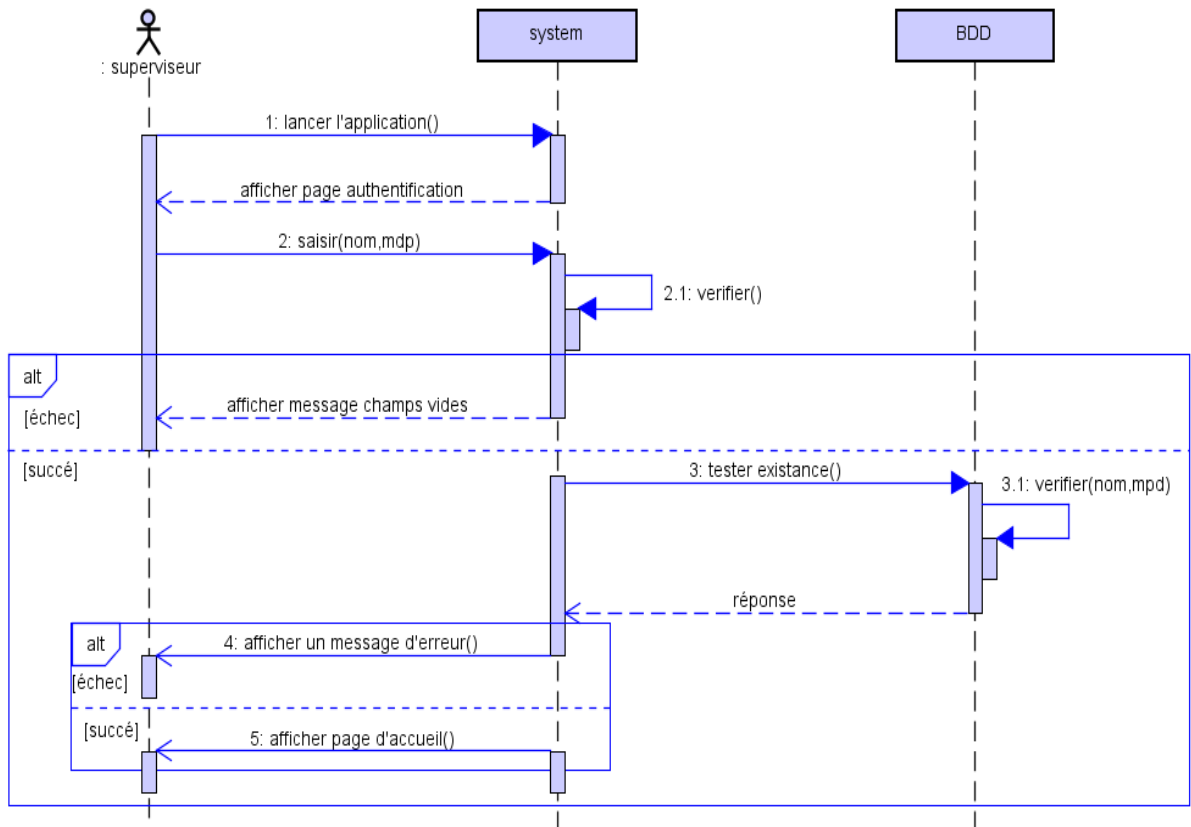 system
BDD
: superviseur
1: lancer l'application()
afficher page authentification
2: saisir(nom,mdp)
2.1: verifier()
alt
afficher message champs vides
[échec]
[succé]
3: tester existance()
3.1: verifier(nom,mpd)
réponse
alt
4: afficher un message d'erreur()
[échec]
[succé]
5: afficher page d'accueil()